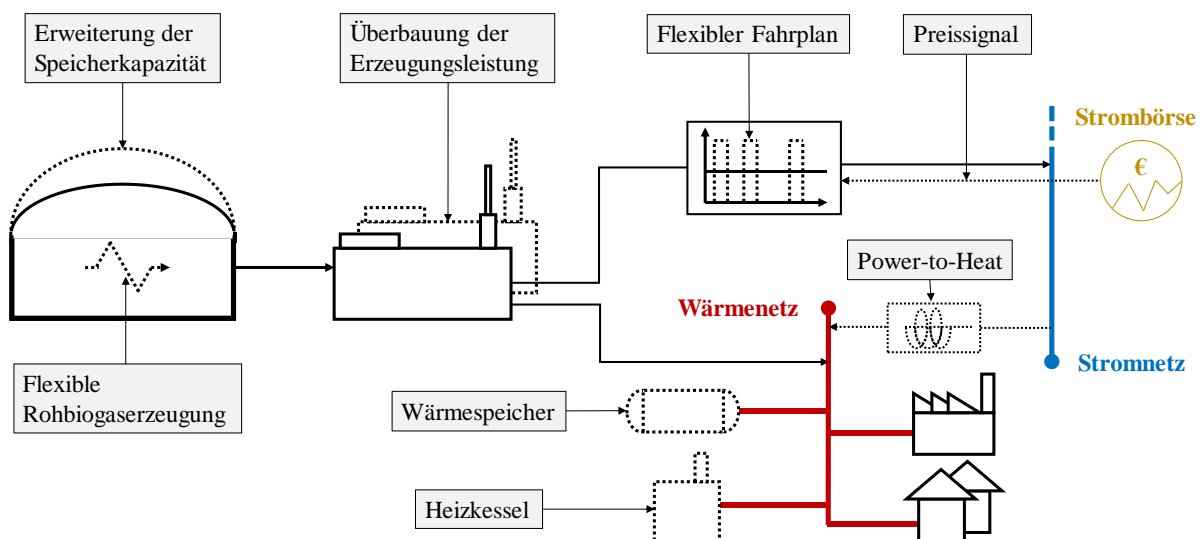 Erweiterung der
Speicherkapazität
Überbauung der
Erzeugungsleistung
Flexibler Fahrplan
Preissignal
Strombörse
€
Power-to-Heat
Wärmenetz
Stromnetz
Flexible
Rohbiogaserzeugung
Wärmespeicher
Heizkessel